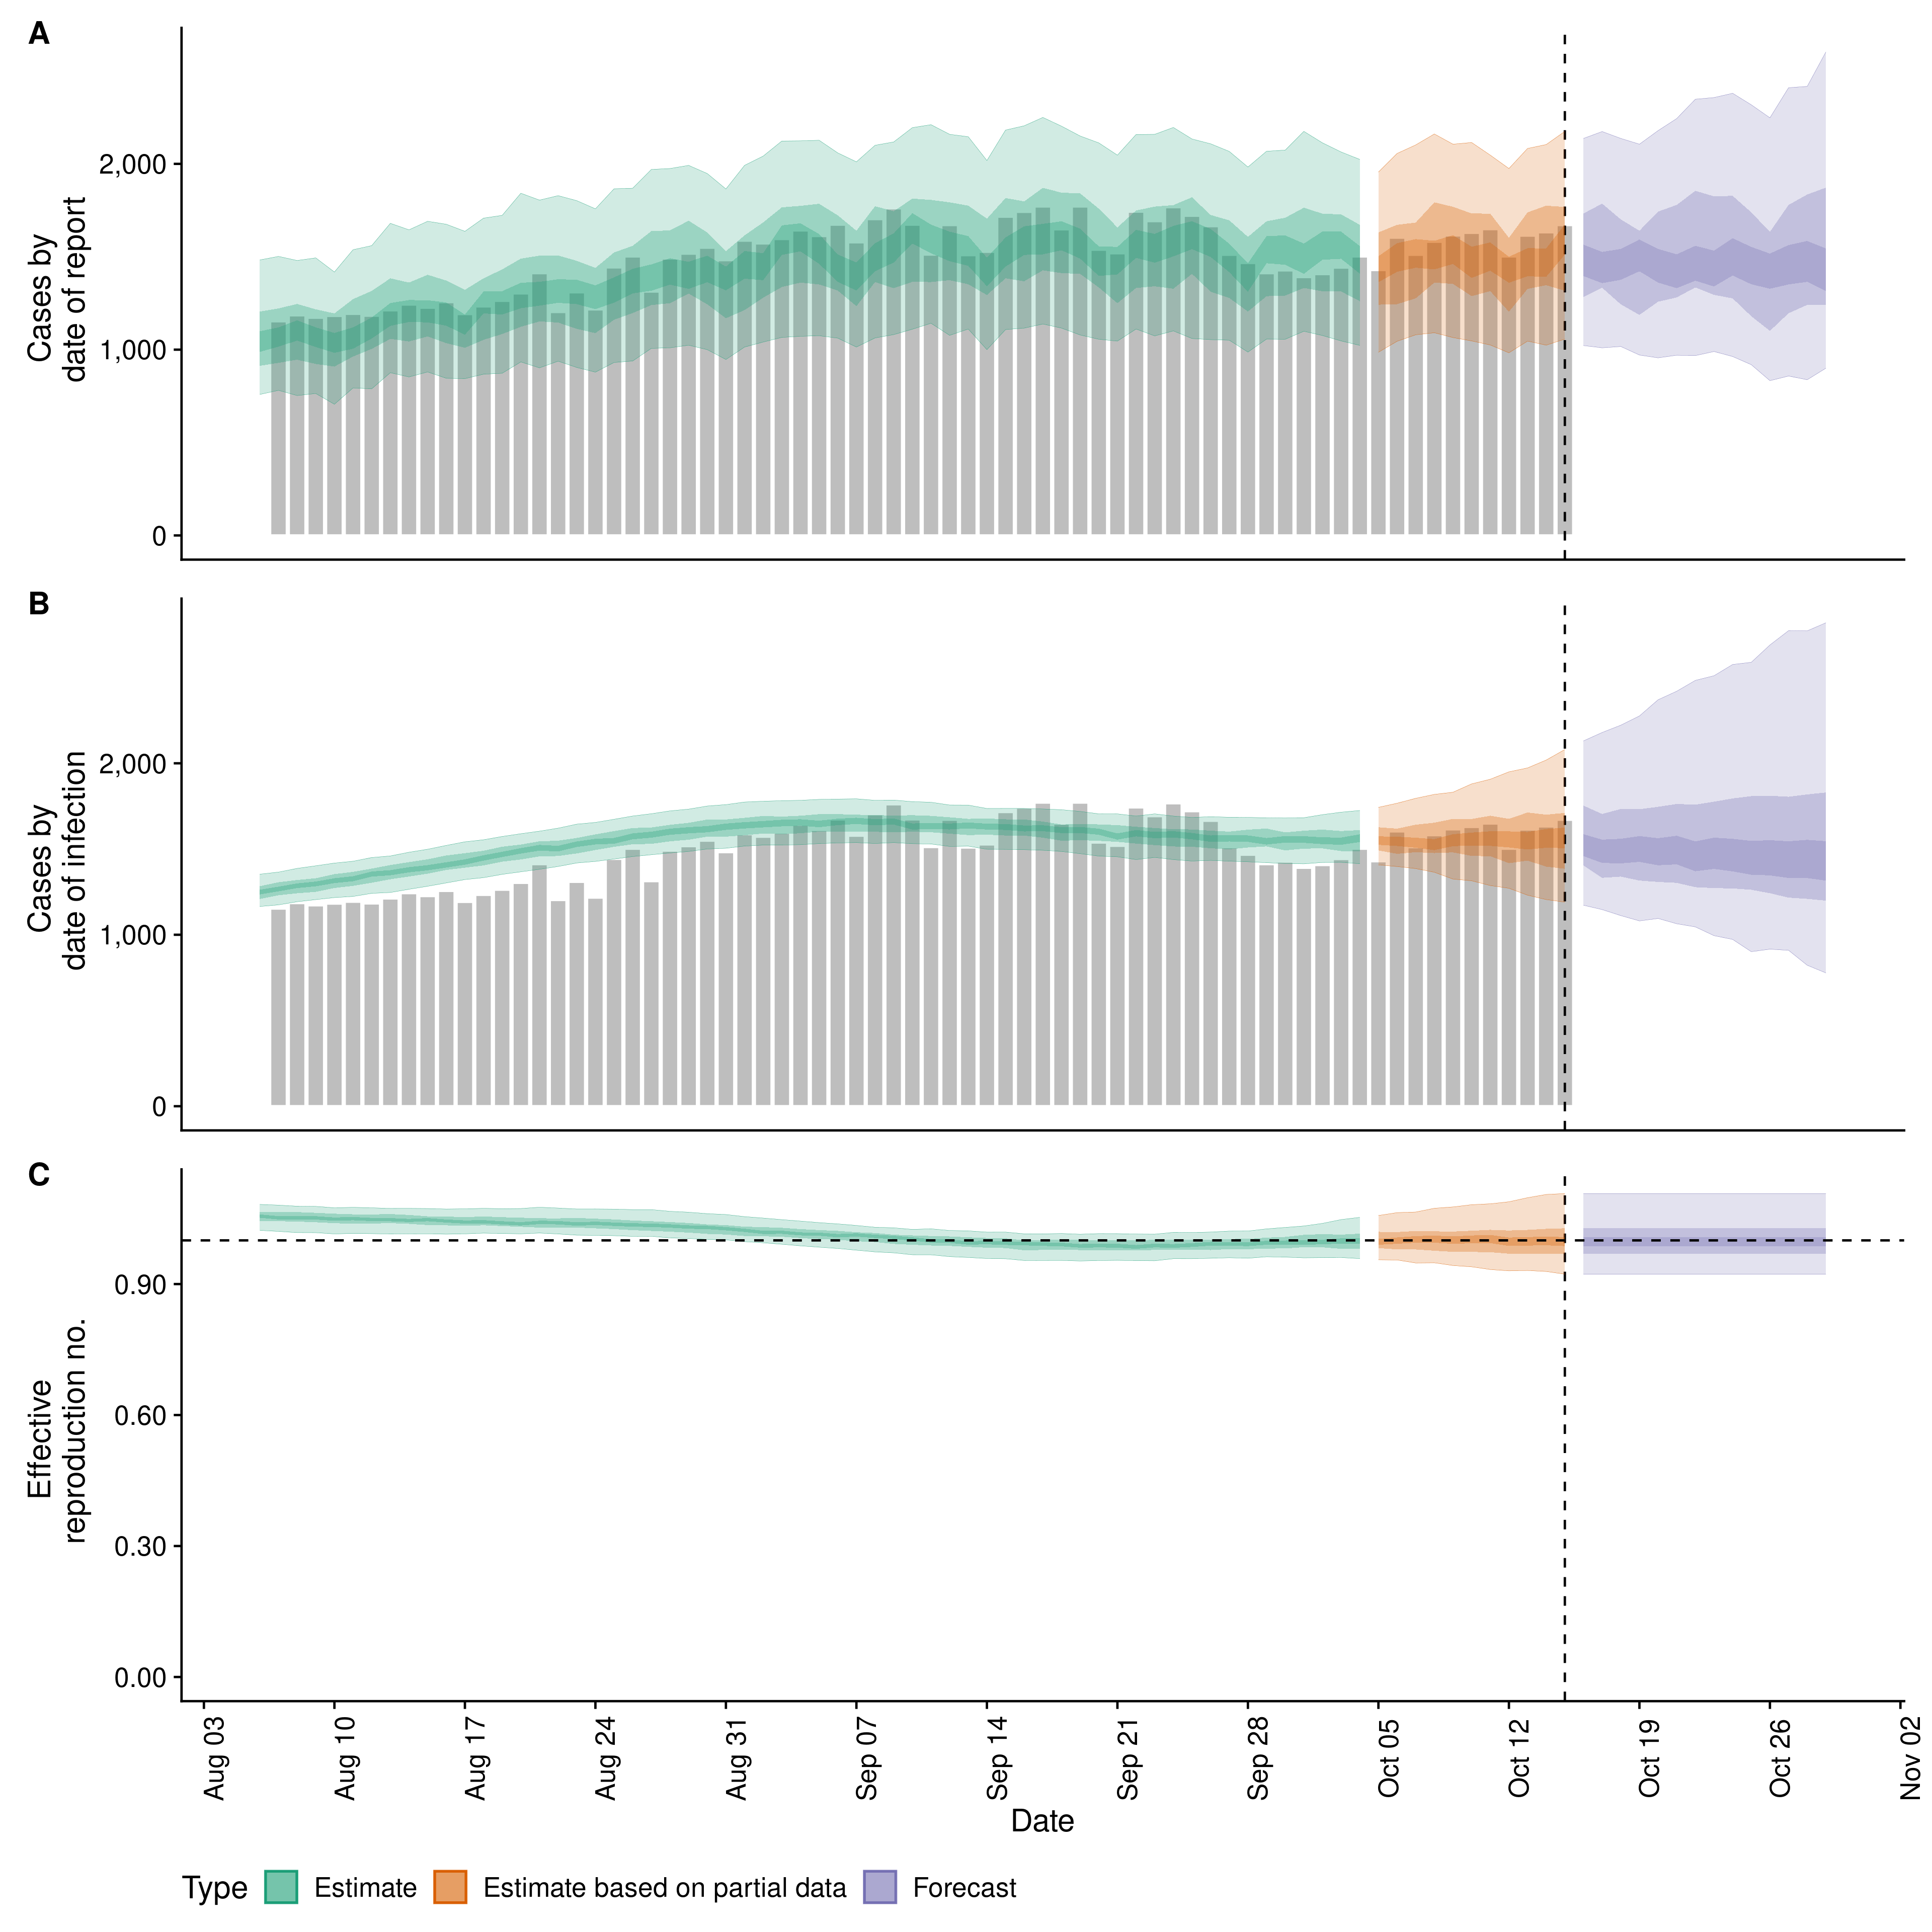 A
Cases by
date of report
2,000
1,000
0
B
Cases by
date of infection
2,000
1,000
0
C
Effective
reproduction no.
0.90
0.60
0.30
0.00
Aug 03
Aug 10
Aug 17
Aug 24
Aug 31
Sep 07
Sep 14
Sep 21
Sep 28
Oct 05
Oct 12
Oct 19
Oct 26
Nov 02
Date
Type Estimate Estimate based on partial data Forecast